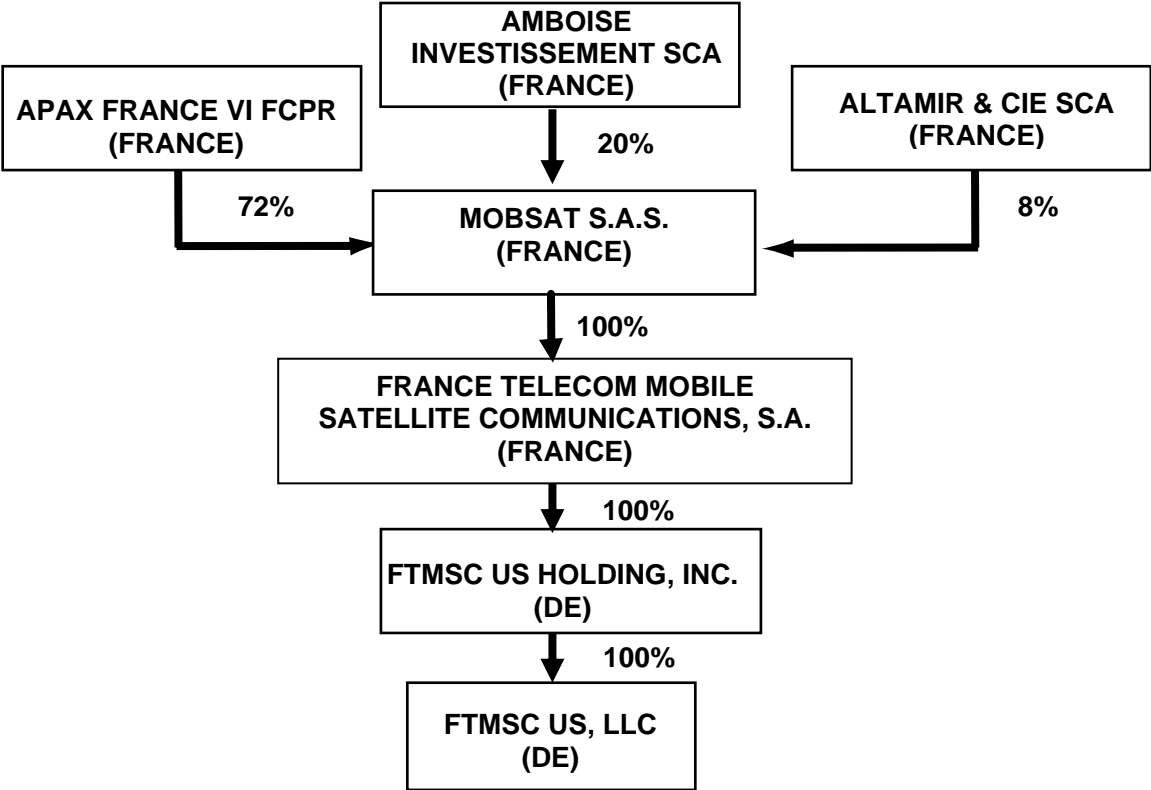 AMBOISE
INVESTISSEMENT SCA
(FRANCE)
APAX FRANCE VI FCPR
(FRANCE)
ALTAMIR & CIE SCA
(FRANCE)
20%
72%
8%
MOBSAT S.A.S.
(FRANCE)
100%
FRANCE TELECOM MOBILE
SATELLITE COMMUNICATIONS, S.A.
(FRANCE)
100%
FTMSC US HOLDING, INC.
(DE)
100%
FTMSC US, LLC
(DE)